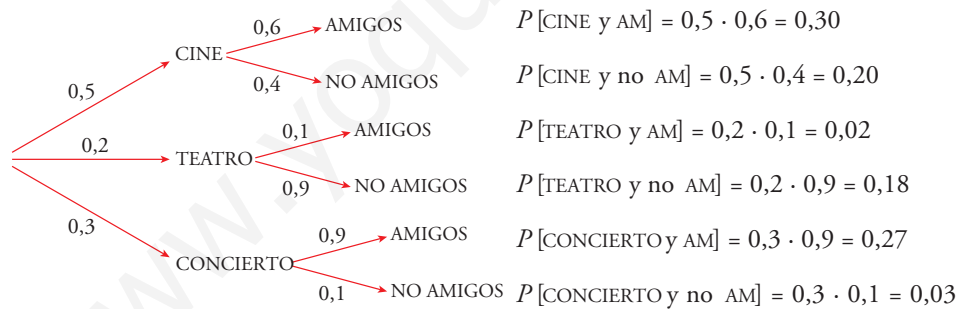 0,6 AMIGOS P [CINE y AM] = 0,5 · 0,6 = 0,30
CINE
0,4 NO AMIGOS P [CINE y no AM] = 0,5 · 0,4 = 0,20
0,5
0,1 AMIGOS P [TEATRO y AM] = 0,2 · 0,1 = 0,02
0,2 TEATRO
0,9 NO AMIGOS P [TEATRO y no AM] = 0,2 · 0,9 = 0,18
0,3
0,9 AMIGOS P [CONCIERTO y AM] = 0,3 · 0,9 = 0,27
CONCIERTO
0,1 NO AMIGOS P [CONCIERTO y no AM] = 0,3 · 0,1 = 0,03